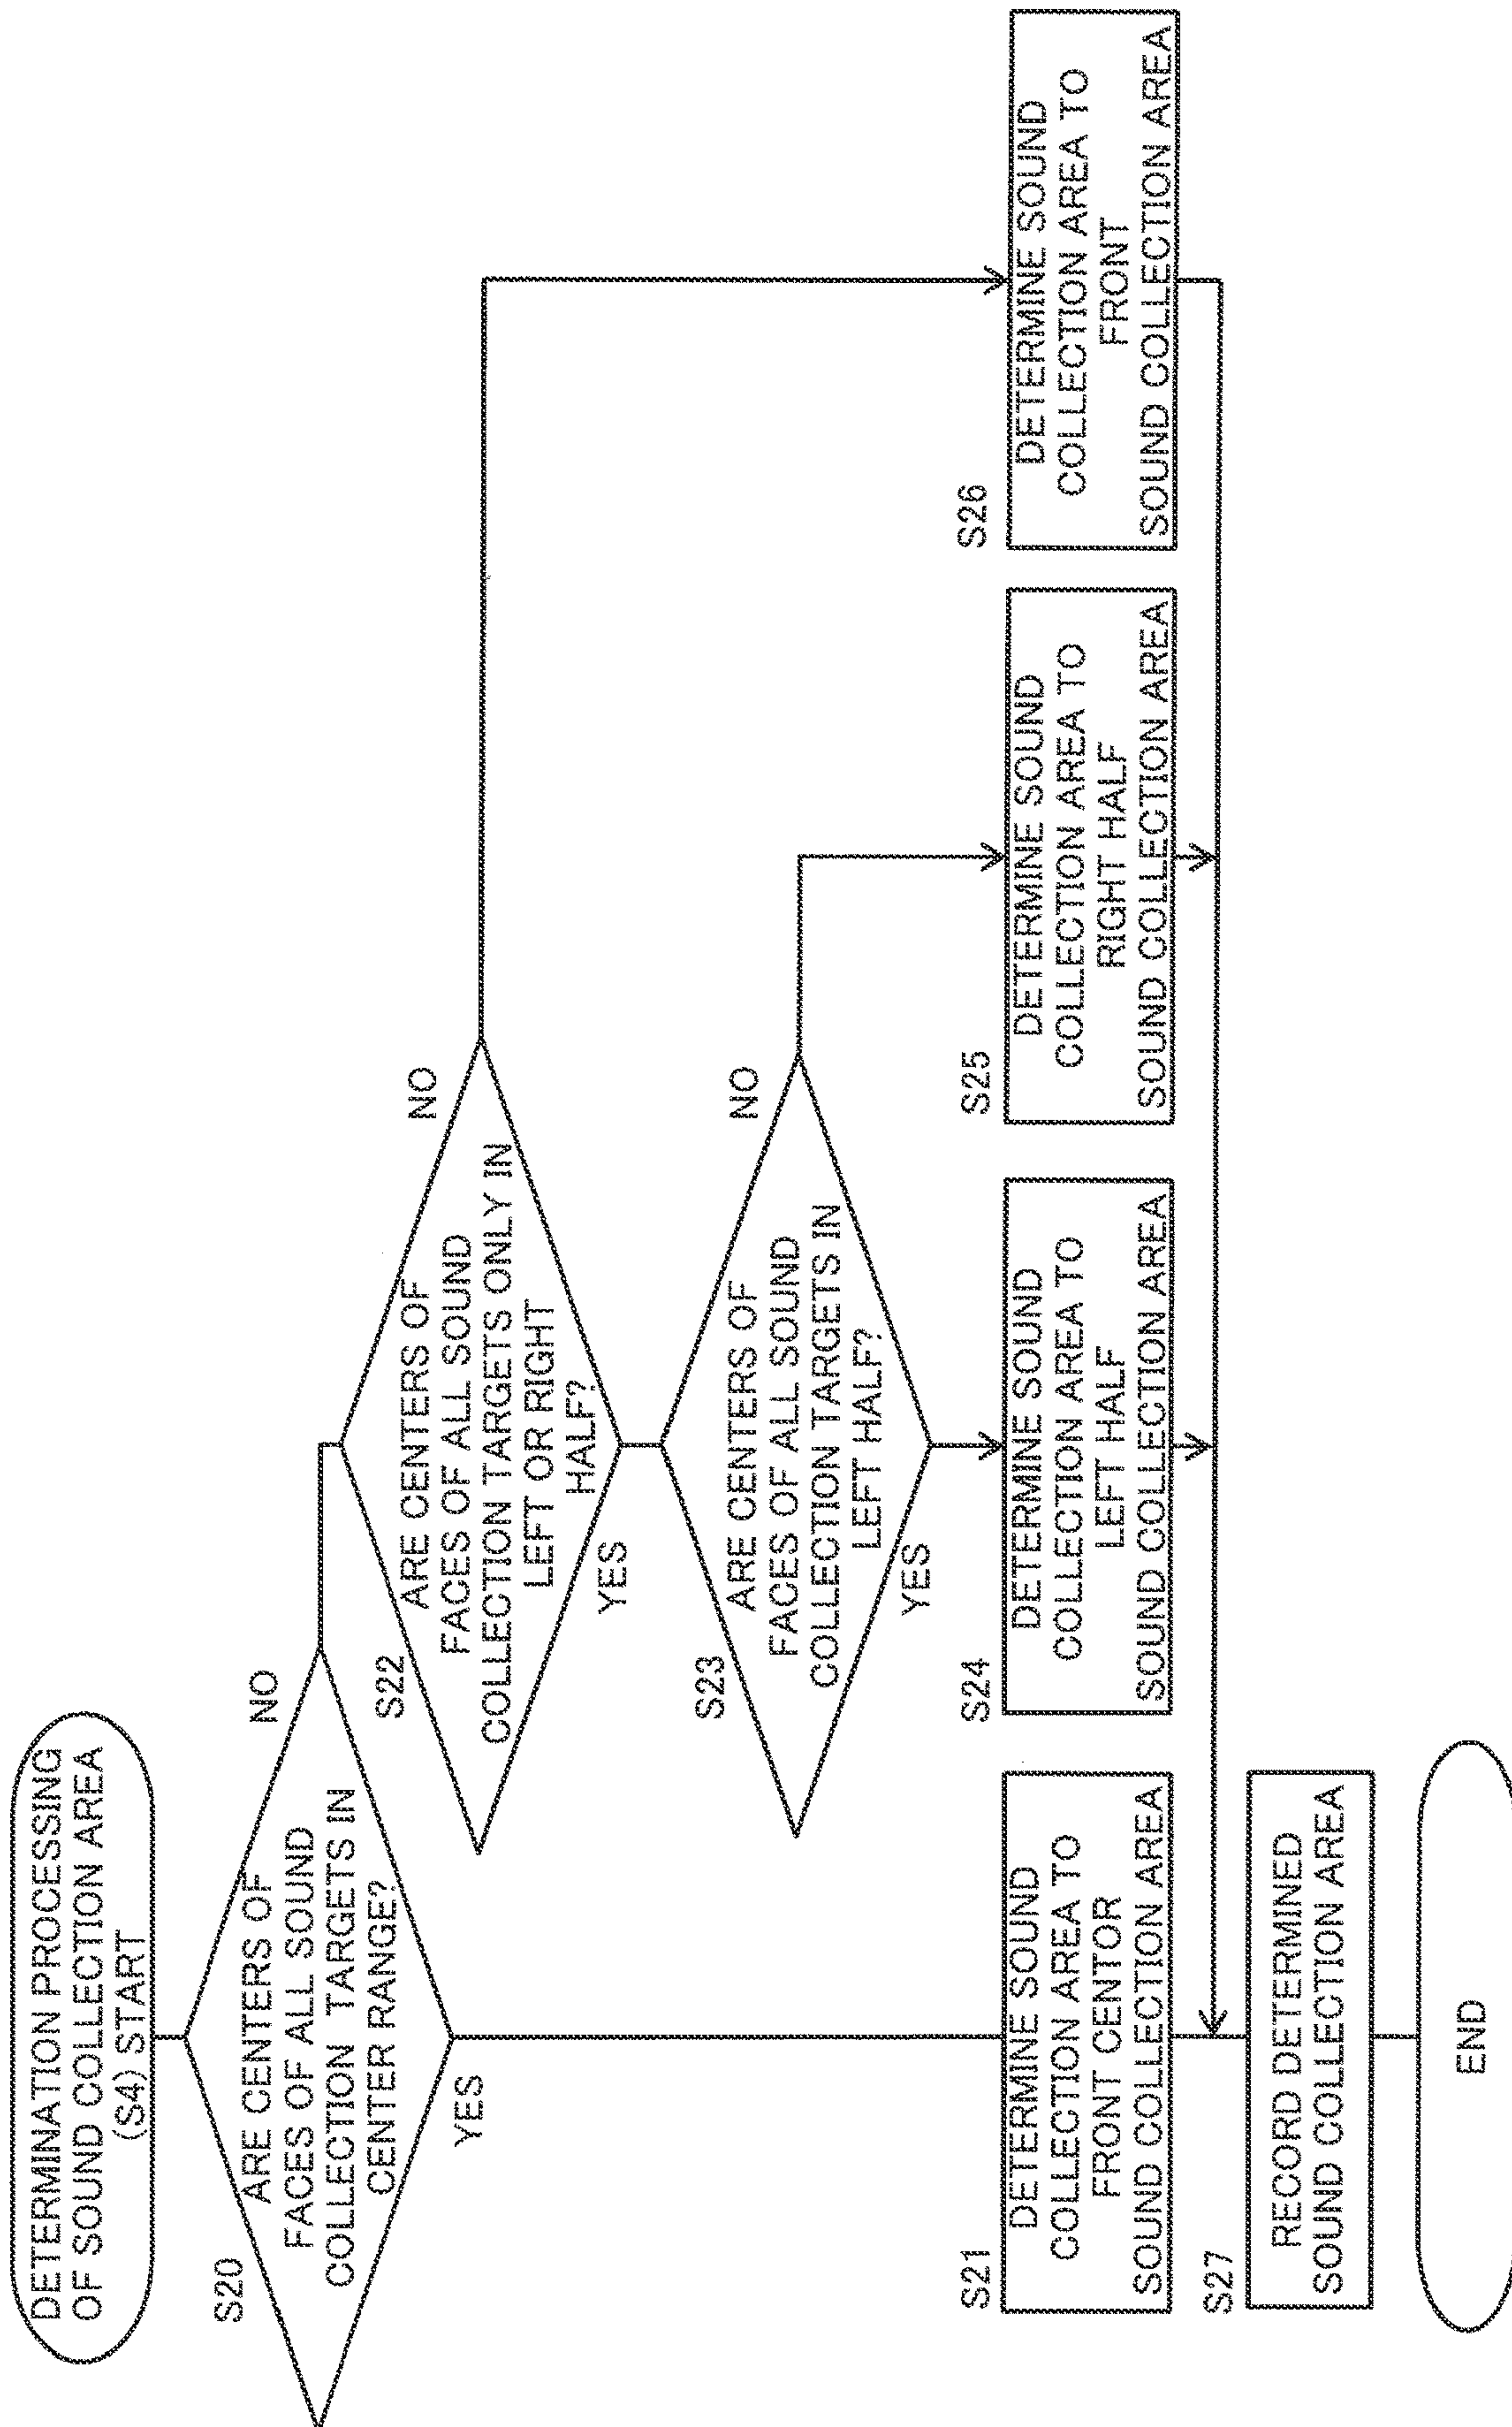 DETERMINATION PROCESSING
OF SOUND COLLECTION AREA
(S4) START
S20
ARE CENTERS OF
FACES OF ALL SOUND
COLLECTION TARGETS IN
CENTER RANGE?
NO
YES
S22
ARE CENTERS OF
FACES OF ALL SOUND
COLLECTION TARGETS ONLY IN
LEFT OR RIGHT
HALF?
NO
YES
S23
ARE CENTERS OF
FACES OF ALL SOUND
COLLECTION TARGETS IN
LEFT HALF?
NO
YES
S21
DETERMINE SOUND
COLLECTION AREA TO
FRONT CENTOR
SOUND COLLECTION AREA
S24
DETERMINE SOUND
COLLECTION AREA TO
LEFT HALF
SOUND COLLECTION AREA
S25
DETERMINE SOUND
COLLECTION AREA TO
RIGHT HALF
SOUND COLLECTION AREA
S26
DETERMINE SOUND
COLLECTION AREA TO
FRONT
SOUND COLLECTION AREA
S27
RECORD DETERMINED
SOUND COLLECTION AREA
END